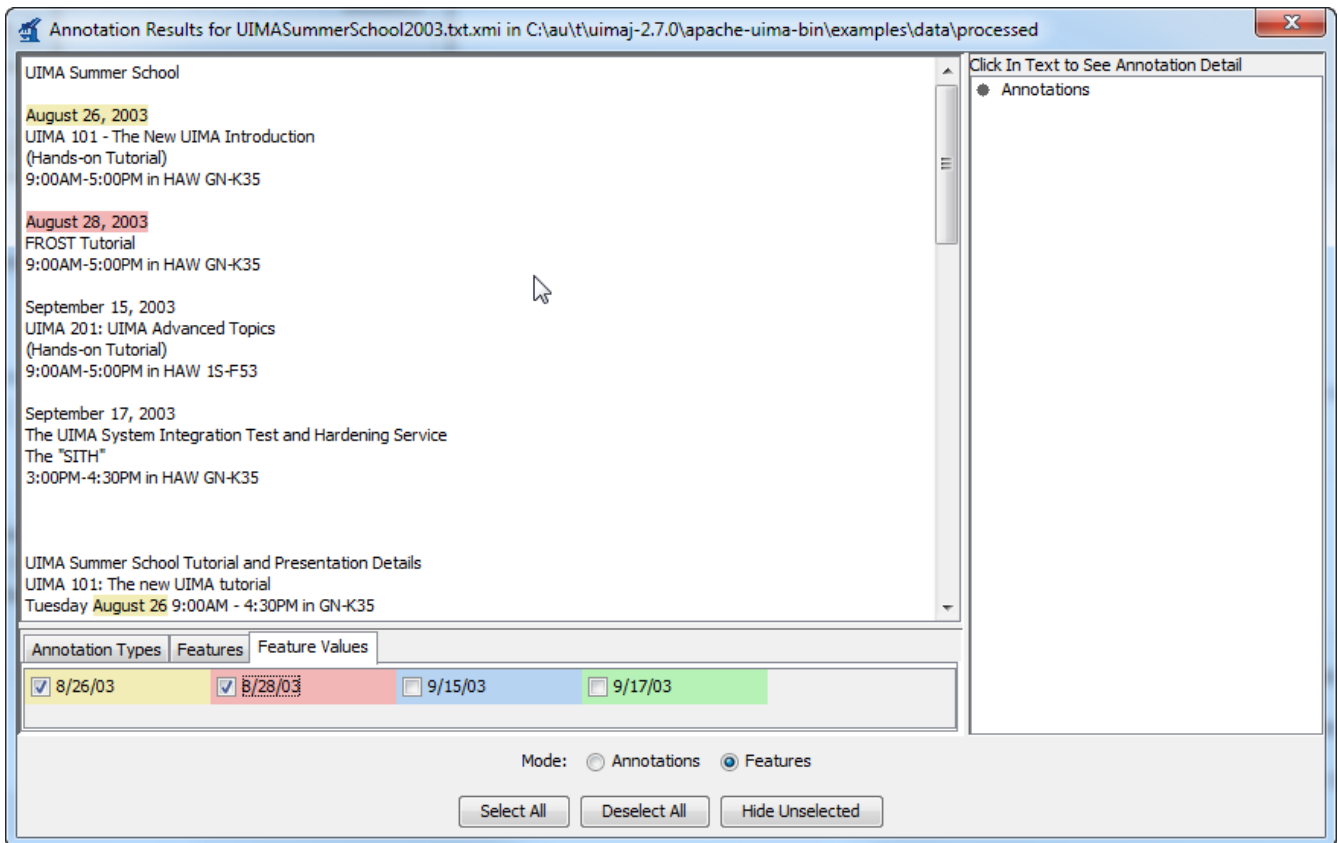 Annotation Results for UIMASummerSchool2003.txt.xmi in C:\au\t\uimaj-2.7.0\apache-uima-bin\examples\data\processed
UIMA Summer School
August 26, 2003
UIMA 101 - The New UIMA Introduction
(Hands-on Tutorial)
9:00AM-5:00PM in HAW GN-K35
August 28, 2003
FROST Tutorial
9:00AM-5:00PM in HAW GN-K35
September 15, 2003
UIMA 201: UIMA Advanced Topics
(Hands-on Tutorial)
9:00AM-5:00PM in HAW 1S-F53
September 17, 2003
The UIMA System Integration Test and Hardening Service
The "SITH"
3:00PM-4:30PM in HAW GN-K35
UIMA Summer School Tutorial and Presentation Details
UIMA 101: The new UIMA tutorial
Tuesday August 26 9:00AM - 4:30PM in GN-K35
Click In Text to See Annotation Detail
Annotations
Annotation Types Features Feature Values
8/26/03 8/28/03 9/15/03 9/17/03
Mode: Annotations Features
Select All Deselect All Hide Unselected